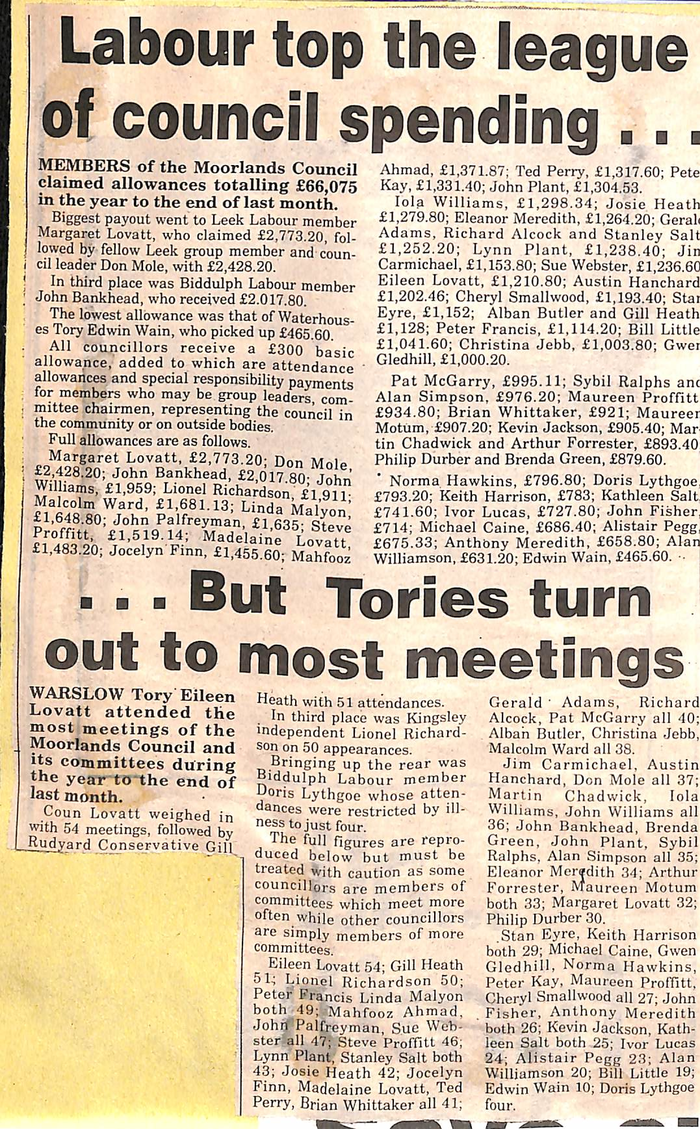 Labour top the league
of council spending . . .
MEMBERS of the Moorlands Council
claimed allowances totalling £66,075
in the year to the end of last month.
Biggest payout went to Leek Labour member
Margaret Lovatt, who claimed £2,773.20, fol-
lowed by fellow Leek group member and coun-
cil leader Don Mole, with £2,428.20.
In third place was Biddulph Labour member
John Bankhead, who received £2.017.80.
The lowest allowance was that of Waterhous-
es Tory Edwin Wain, who picked up £465.60.
All councillors receive a £300 basic
allowance, added to which are attendance
allowances and special responsibility payments
for members who may be group leaders, com-
mittee chairmen, representing the council in
the community or on outside bodies.
Full allowances are as follows.
Margaret Lovatt, £2,773.20; Don Mole,
£2,428.20; John Bankhead, £2,017.80; John
Williams, £1,959; Lionel Richardson, £1,911;
Malcolm Ward, £1,681.13; Linda Malyon,
£1,648.80; John Palfreyman, £1,635; Steve
Proffitt, £1,519.14; Madelaine Lovatt,
£1,483.20; Jocelyn Finn, £1,455.60; Mahfooz
Ahmad, £1,371.87; Ted Perry, £1,317.60; Pete
Kay, £1,331.40; John Plant, £1,304.53.
Iola Williams, £1,298.34; Josie Heath
£1,279.80; Eleanor Meredith, £1,264.20; Geral
Adams, Richard Alcock and Stanley Salt
£1,252.20; Lynn Plant, £1,238.40; Jim
Carmichael, £1,153.80; Sue Webster, £1,236.60
Eileen Lovatt, £1,210.80; Austin Hanchard
£1,202.46; Cheryl Smallwood, £1,193.40; Stan
Eyre, £1,152; Alban Butler and Gill Heath
£1,128; Peter Francis, £1,114.20; Bill Little
£1,041.60; Christina Jebb, £1,003.80; Gwen
Gledhill, £1,000.20.
Pat McGarry, £995.11; Sybil Ralphs and
Alan Simpson, £976.20; Maureen Proffitt
£934.80; Brian Whittaker, £921; Maureen
Motum, £907.20; Kevin Jackson, £905.40; Mar-
tin Chadwick and Arthur Forrester, £893.40
Philip Durber and Brenda Green, £879.60.
Norma Hawkins, £796.80; Doris Lythgoe,
£793.20; Keith Harrison, £783; Kathleen Salt,
£741.60; Ivor Lucas, £727.80; John Fisher,
£714; Michael Caine, £686.40; Alistair Pegg,
£675.33; Anthony Meredith, £658.80; Alan
Williamson, £631.20; Edwin Wain, £465.60.
. . . But Tories turn
out to most meetings
WARSLOW Tory Eileen
Lovatt attended the
most meetings of the
Moorlands Council and
its committees during
the year to the end of
last month.
Coun Lovatt weighed in
with 54 meetings, followed by
Rudyard Conservative Gill
Heath with 51 attendances.
In third place was Kingsley
independent Lionel Richard-
son on 50 appearances.
Bringing up the rear was
Biddulph Labour member
Doris Lythgoe whose atten-
dances were restricted by ill-
ness to just four.
The full figures are repro-
duced below but must be
treated with caution as some
councillors are members of
committees which meet more
often while other councillors
are simply members of more
committees.
Eileen Lovatt 54; Gill Heath
51; Lionel Richardson 50;
Peter Francis Linda Malyon
both 49; Mahfooz Ahmad,
John Palfreyman, Sue Web-
ster all 47; Steve Proffitt 46;
Lynn Plant, Stanley Salt both
43; Josie Heath 42; Jocelyn
Finn, Madelaine Lovatt, Ted
Perry, Brian Whittaker all 41;
Gerald Adams, Richard
Alcock, Pat McGarry all 40;
Alban Butler, Christina Jebb,
Malcolm Ward all 38.
Jim Carmichael, Austin
Hanchard, Don Mole all 37;
Martin Chadwick, Iola
Williams, John Williams all
36; John Bankhead, Brenda
Green, John Plant, Sybil
Ralphs, Alan Simpson all 35;
Eleanor Meredith 34; Arthur
Forrester, Maureen Motum
both 33; Margaret Lovatt 32;
Philip Durber 30.
Stan Eyre, Keith Harrison
both 29; Michael Caine, Gwen
Gledhill, Norma Hawkins,
Peter Kay, Maureen Proffitt,
Cheryl Smallwood all 27; John
Fisher, Anthony Meredith
both 26; Kevin Jackson, Kath-
leen Salt both 25; Ivor Lucas
24; Alistair Pegg 23; Alan
Williamson 20; Bill Little 19;
Edwin Wain 10; Doris Lythgoe
four.